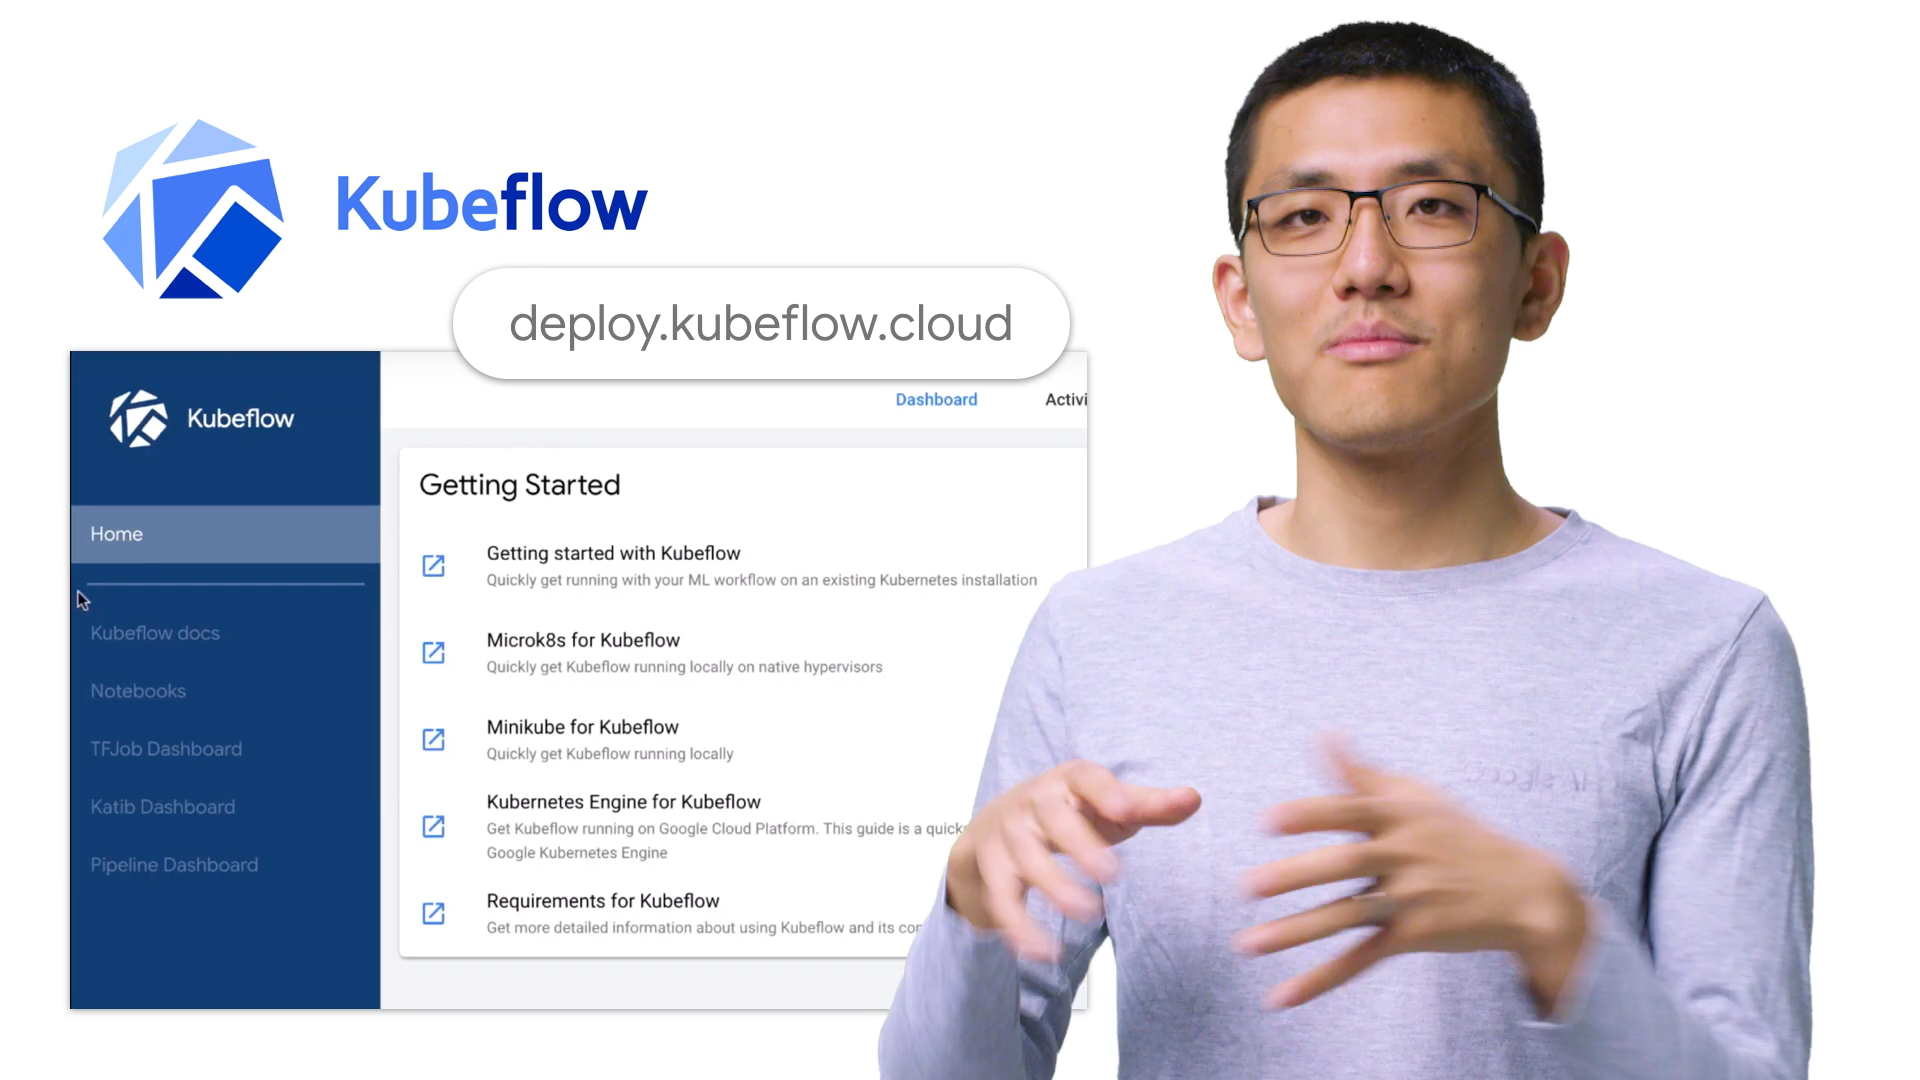 Kubeflow
deploy.kubeflow.cloud
Kubeflow
Dashboard
Activi
Home
Kubeflow docs
Notebooks
TFJob Dashboard
Katib Dashboard
Pipeline Dashboard
Getting Started
Getting started with Kubeflow
Quickly get running with your ML workflow on an existing Kubernetes installation
Microk8s for Kubeflow
Quickly get Kubeflow running locally on native hypervisors
Minikube for Kubeflow
Quickly get Kubeflow running locally
Kubernetes Engine for Kubeflow
Get Kubeflow running on Google Cloud Platform. This guide is a quicks
Google Kubernetes Engine
Requirements for Kubeflow
Get more detailed information about using Kubeflow and its cor